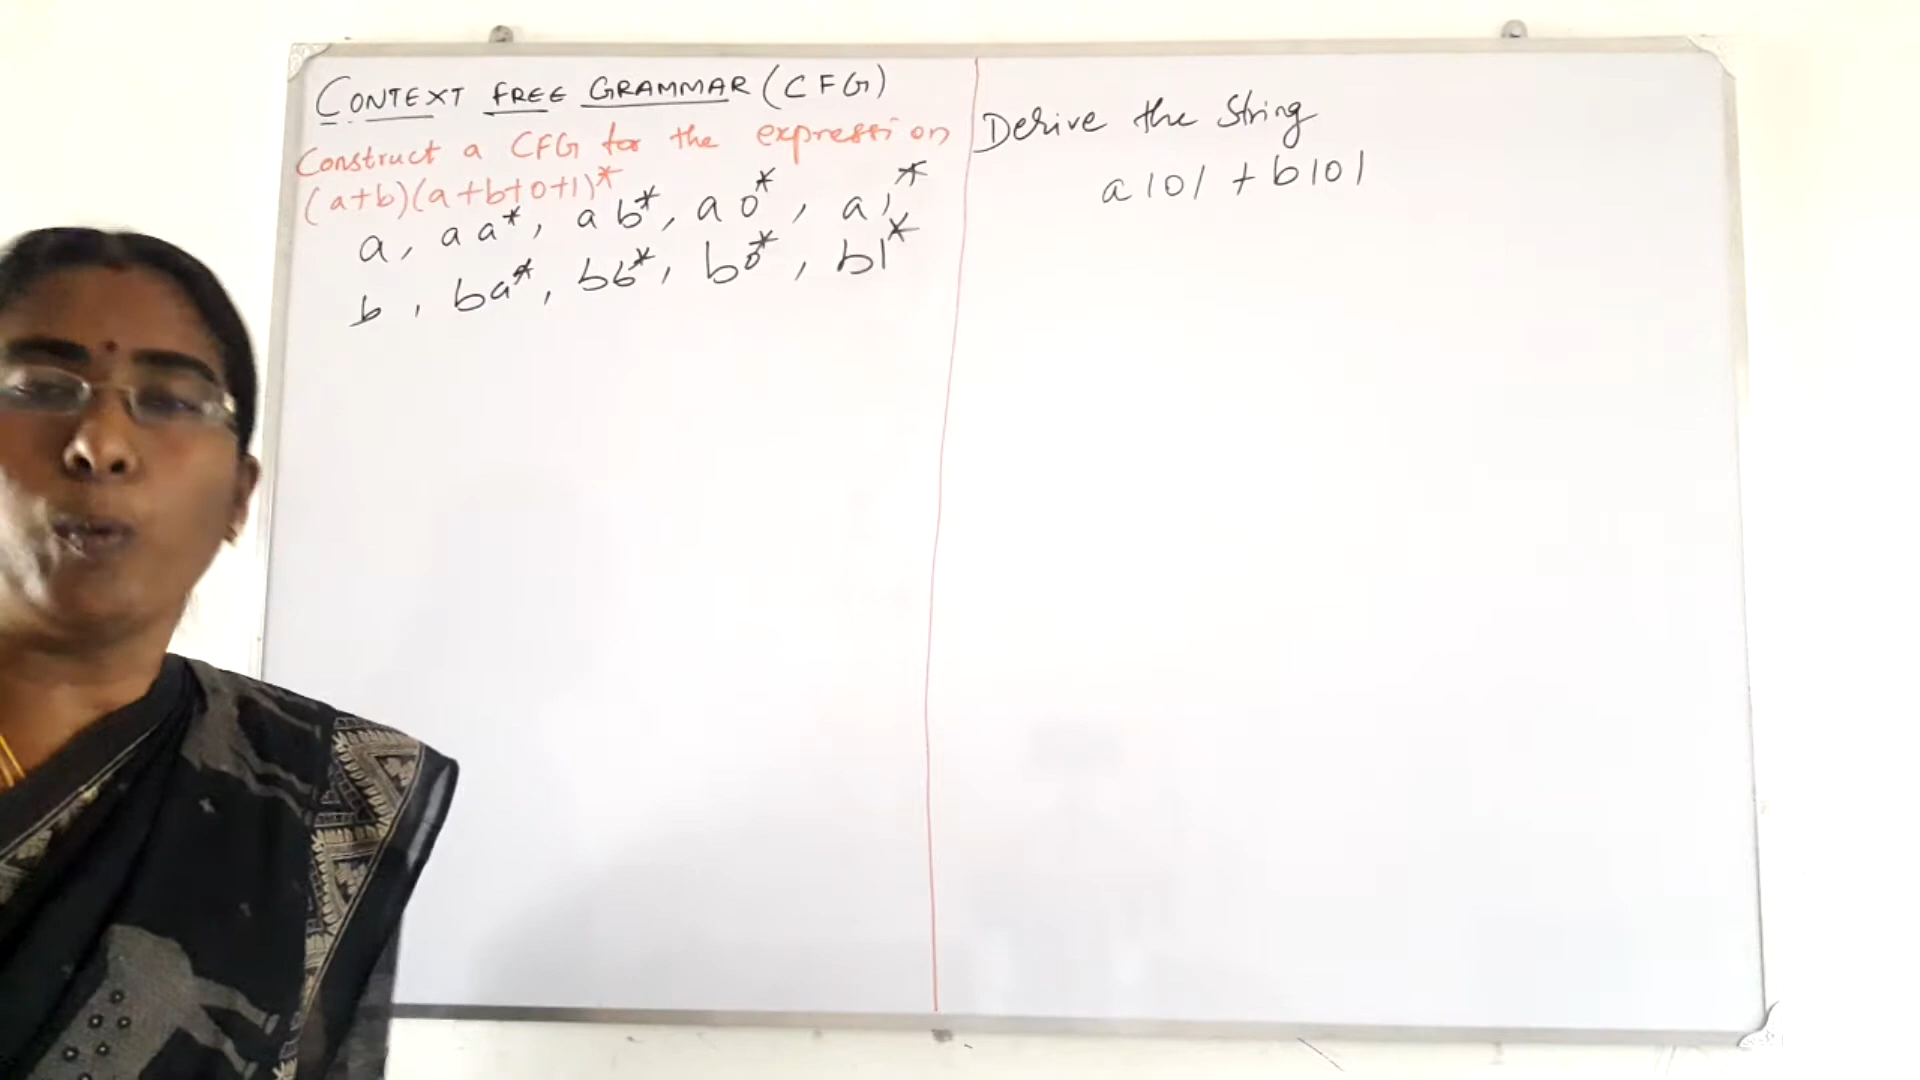 CONTEXT FREE GRAMMAR (CFG)
Construct a CFG for the expression
(a+b)(a+b+0+1)*
a, aa*, ab*, a0*, a1*
b, ba*, bb*, b0*, b1*
Derive the String
a101 + b101